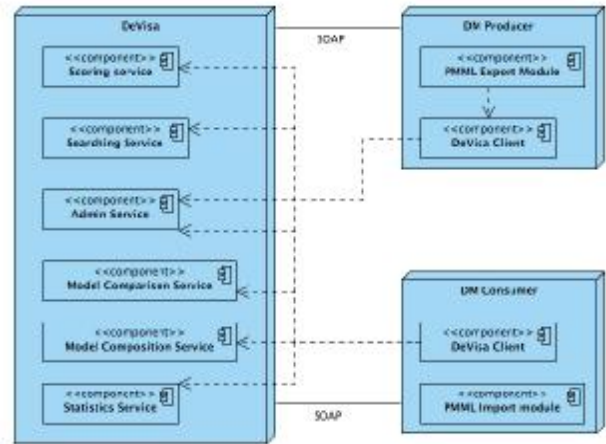 DeVisa
<<component>>
Scoring service
<<component>>
Searching Service
<<component>>
Admin Service
<<component>>
Model Comparison Service
<<component>>
Model Composition Service
<<component>>
Statistics Service
SOAP
DM Producer
<<component>>
PMML Export Module
<<component>>
DeVisa Client
DM Consumer
<<component>>
DeVisa Client
<<component>>
PMML Import module
SOAP